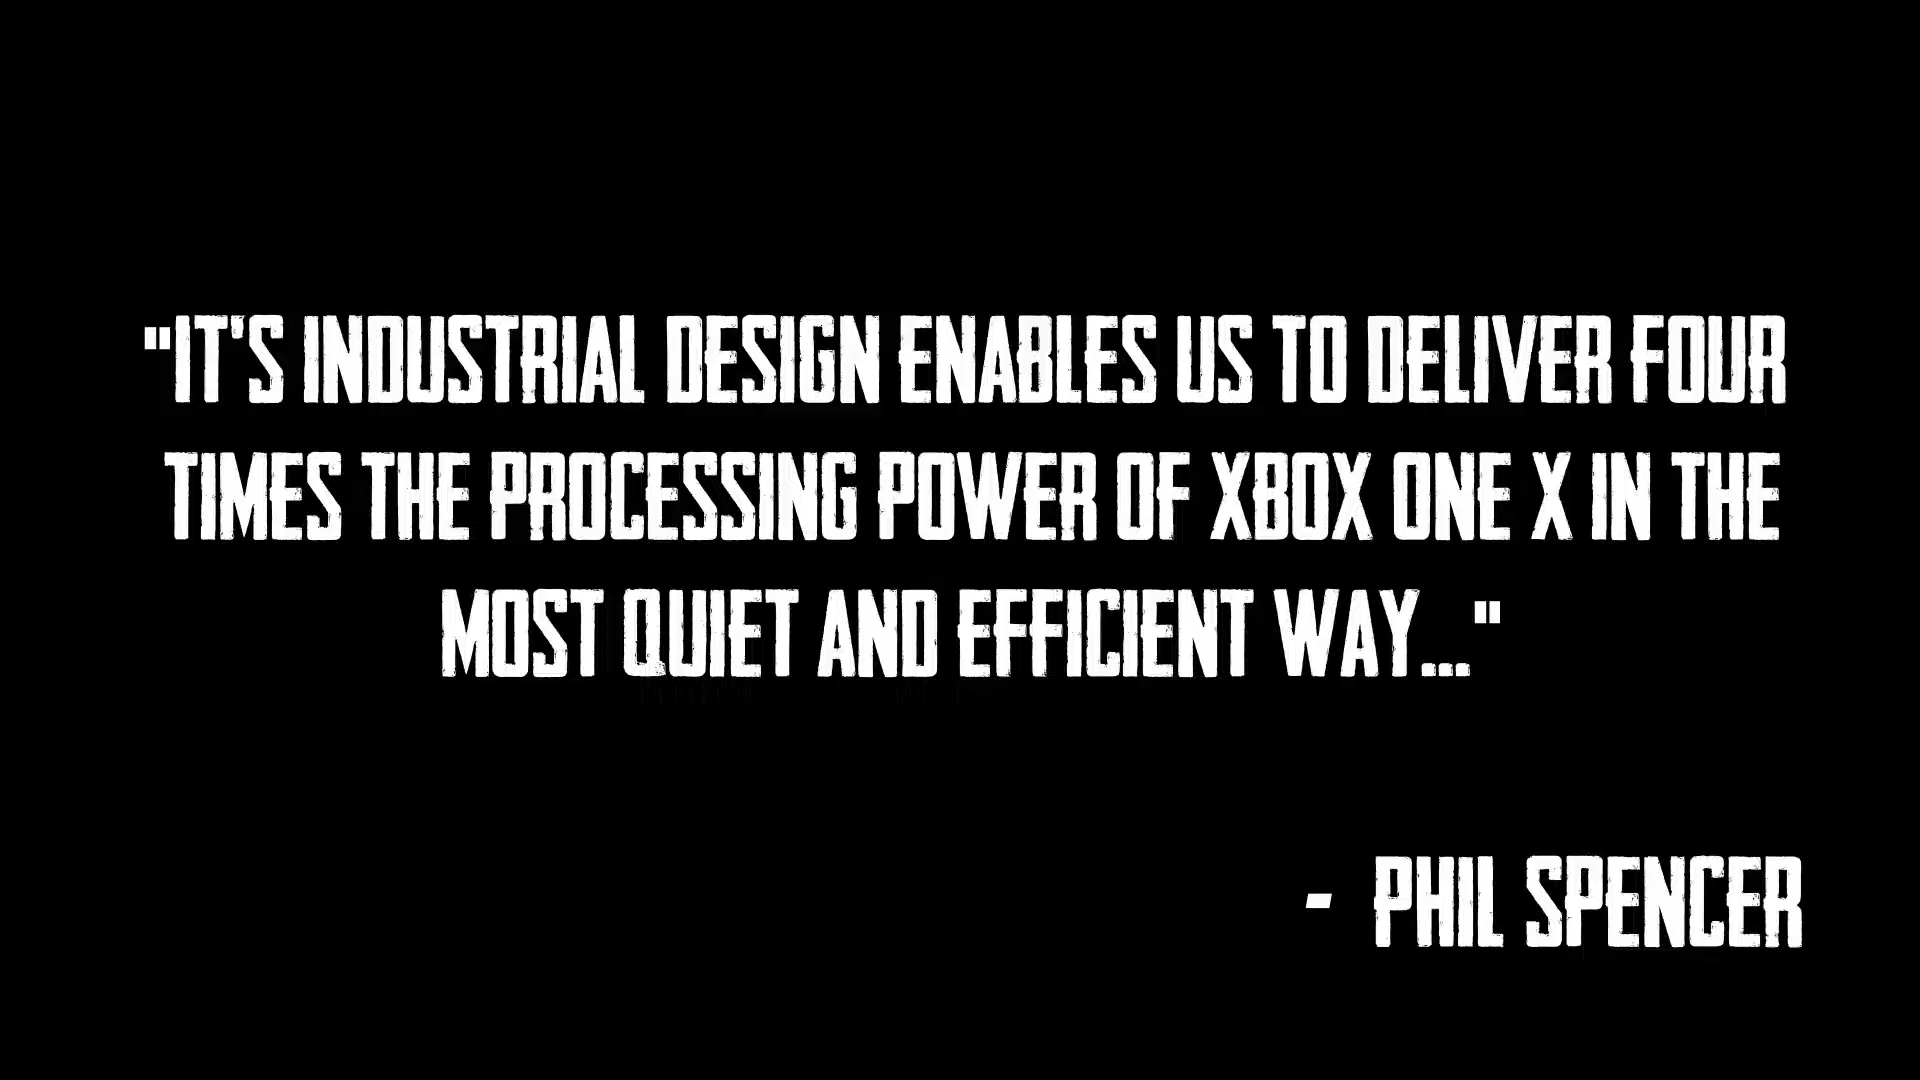 "IT'S INDUSTRIAL DESIGN ENABLES US TO DELIVER FOUR
TIMES THE PROCESSING POWER OF XBOX ONE X IN THE
MOST QUIET AND EFFICIENT WAY..."
- PHIL SPENCER